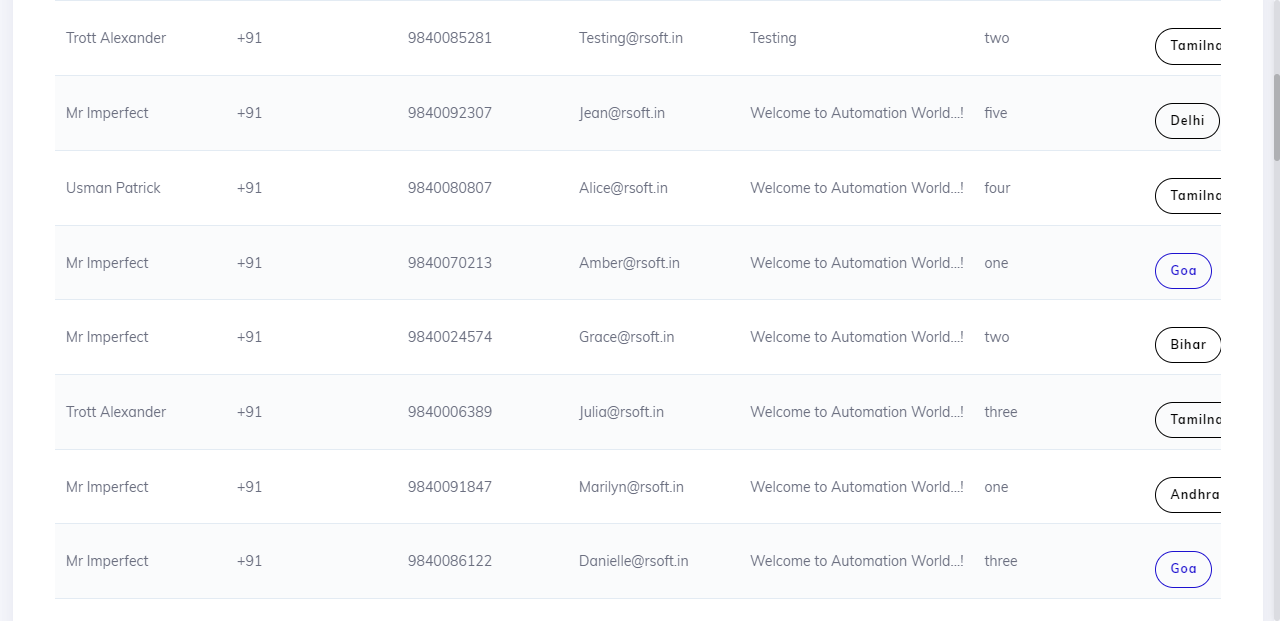 Trott Alexander +91 9840085281 Testing@rsoft.in Testing two
Mr Imperfect +91 9840092307 Jean@rsoft.in Welcome to Automation World...! five Delhi
Usman Patrick +91 9840080807 Alice@rsoft.in Welcome to Automation World...! four
Mr Imperfect +91 9840070213 Amber@rsoft.in Welcome to Automation World...! one Goa
Mr Imperfect +91 9840024574 Grace@rsoft.in Welcome to Automation World...! two Bihar
Trott Alexander +91 9840006389 Julia@rsoft.in Welcome to Automation World...! three
Mr Imperfect +91 9840091847 Marilyn@rsoft.in Welcome to Automation World...! one Andhra
Mr Imperfect +91 9840086122 Danielle@rsoft.in Welcome to Automation World...! three Goa